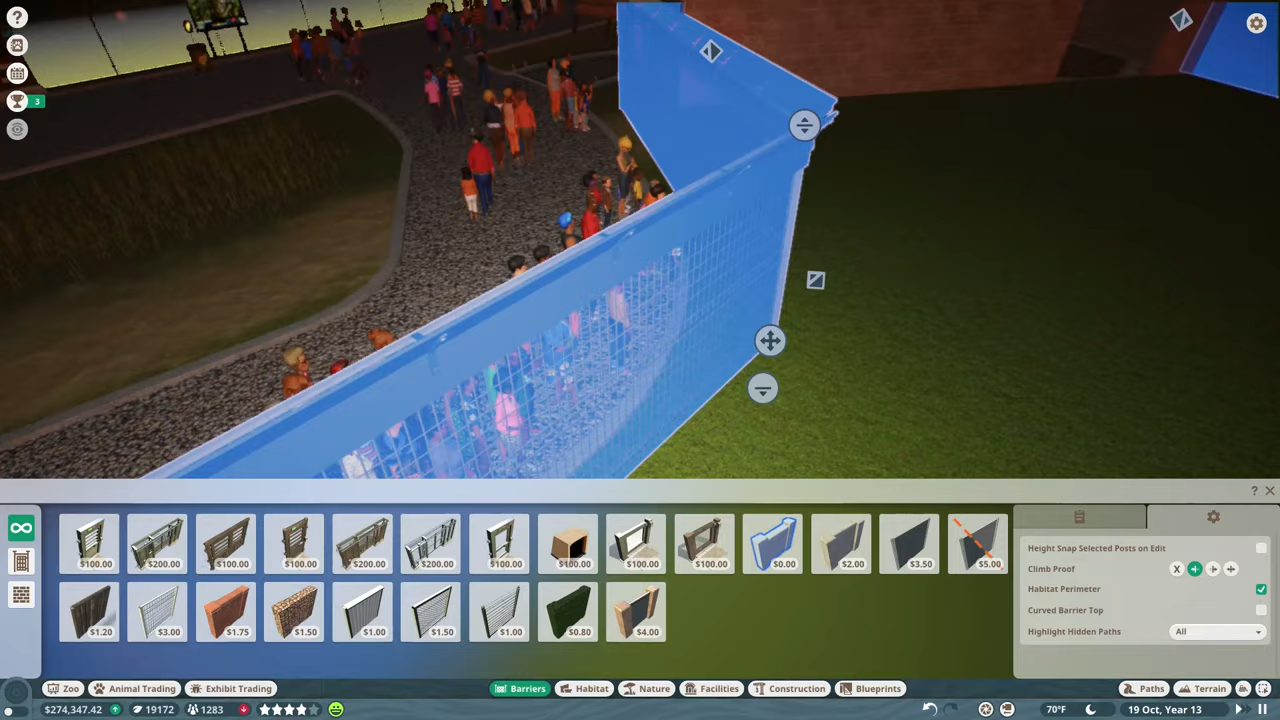 3
$100.00 $200.00 $100.00 $100.00 $200.00 $200.00 $100.00 $100.00 $100.00 $100.00 $0.00 $2.00 $3.50 $5.00
$1.20 $3.00 $1.75 $1.50 $1.00 $1.50 $1.00 $0.80 $4.00
? ×
Height Snap Selected Posts on Edit
Climb Proof
Habitat Perimeter
Curved Barrier Top
Highlight Hidden Paths All
Zoo Animal Trading Exhibit Trading Barriers Habitat Nature Facilities Construction Blueprints Paths Terrain
$274,347.42 19172 1283 70°F 19 Oct, Year 13